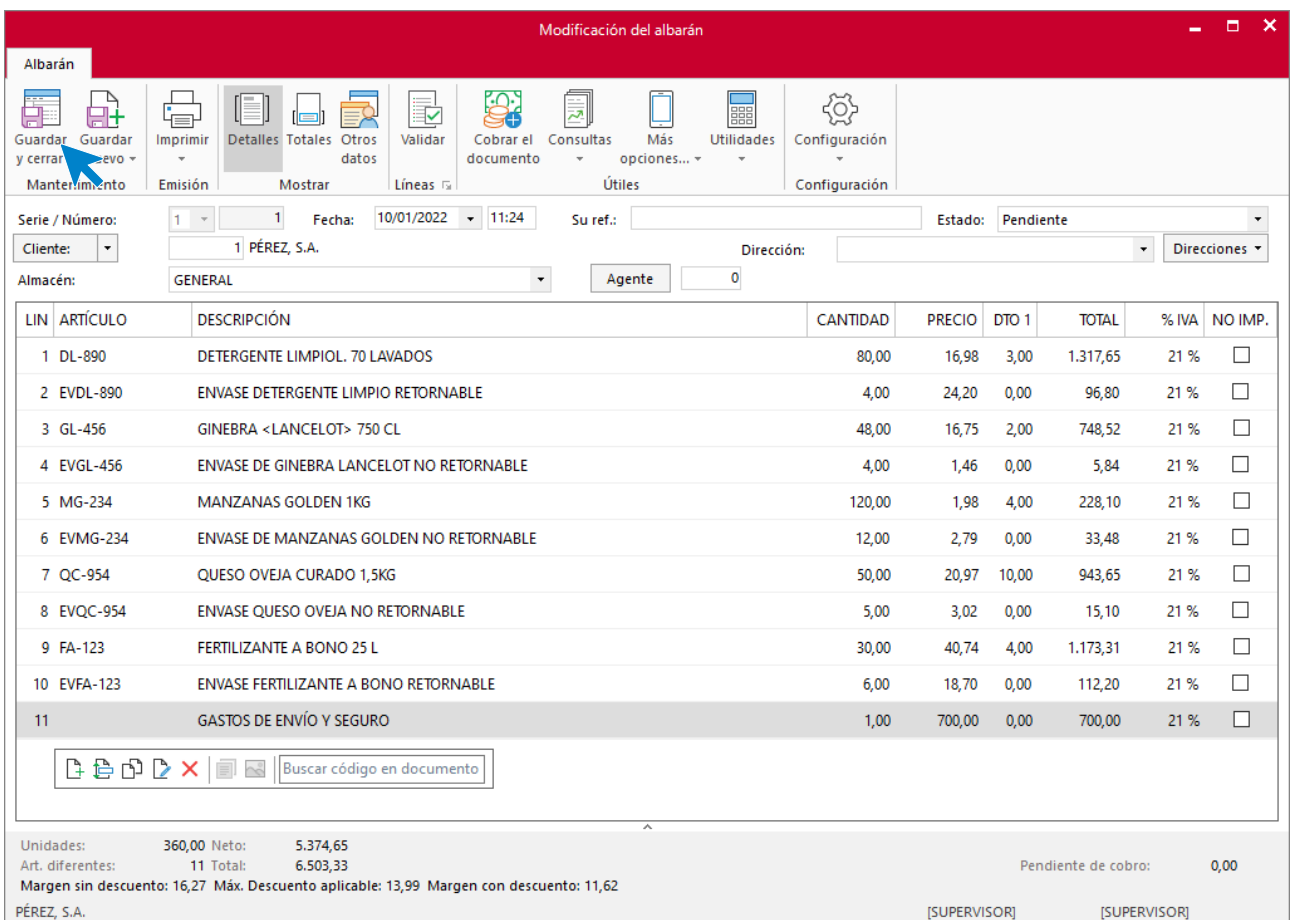 Modificación del albarán
Albarán
Guardar y cerrar
Guardar
Imprimir
Detalles
Totales
Otros datos
Validar
Cobrar el documento
Consultas
Más opciones...
Utilidades
Configuración
Mantenimiento Emisión Mostrar Líneas Útiles Configuración
Serie / Número: 1 1 Fecha: 10/01/2022 11:24 Su ref.: Estado: Pendiente
Cliente: 1 PÉREZ, S.A. Dirección: Direcciones
Almacén: GENERAL Agente 0
LIN ARTÍCULO DESCRIPCIÓN CANTIDAD PRECIO DTO 1 TOTAL % IVA NO IMP.
1 DL-890 DETERGENTE LIMPIOL. 70 LAVADOS 80,00 16,98 3,00 1.317,65 21 %
2 EVDL-890 ENVASE DETERGENTE LIMPIO RETORNABLE 4,00 24,20 0,00 96,80 21 %
3 GL-456 GINEBRA <LANCELOT> 750 CL 48,00 16,75 2,00 748,52 21 %
4 EVGL-456 ENVASE DE GINEBRA LANCELOT NO RETORNABLE 4,00 1,46 0,00 5,84 21 %
5 MG-234 MANZANAS GOLDEN 1KG 120,00 1,98 4,00 228,10 21 %
6 EVMG-234 ENVASE DE MANZANAS GOLDEN NO RETORNABLE 12,00 2,79 0,00 33,48 21 %
7 QC-954 QUESO OVEJA CURADO 1,5KG 50,00 20,97 10,00 943,65 21 %
8 EVQC-954 ENVASE QUESO OVEJA NO RETORNABLE 5,00 3,02 0,00 15,10 21 %
9 FA-123 FERTILIZANTE A BONO 25 L 30,00 40,74 4,00 1.173,31 21 %
10 EVFA-123 ENVASE FERTILIZANTE A BONO RETORNABLE 6,00 18,70 0,00 112,20 21 %
11 GASTOS DE ENVÍO Y SEGURO 1,00 700,00 0,00 700,00 21 %
Buscar código en documento
Unidades: 360,00 Neto: 5.374,65
Art. diferentes: 11 Total: 6.503,33 Pendiente de cobro: 0,00
Margen sin descuento: 16,27 Máx. Descuento aplicable: 13,99 Margen con descuento: 11,62
PÉREZ, S.A. [SUPERVISOR] [SUPERVISOR]